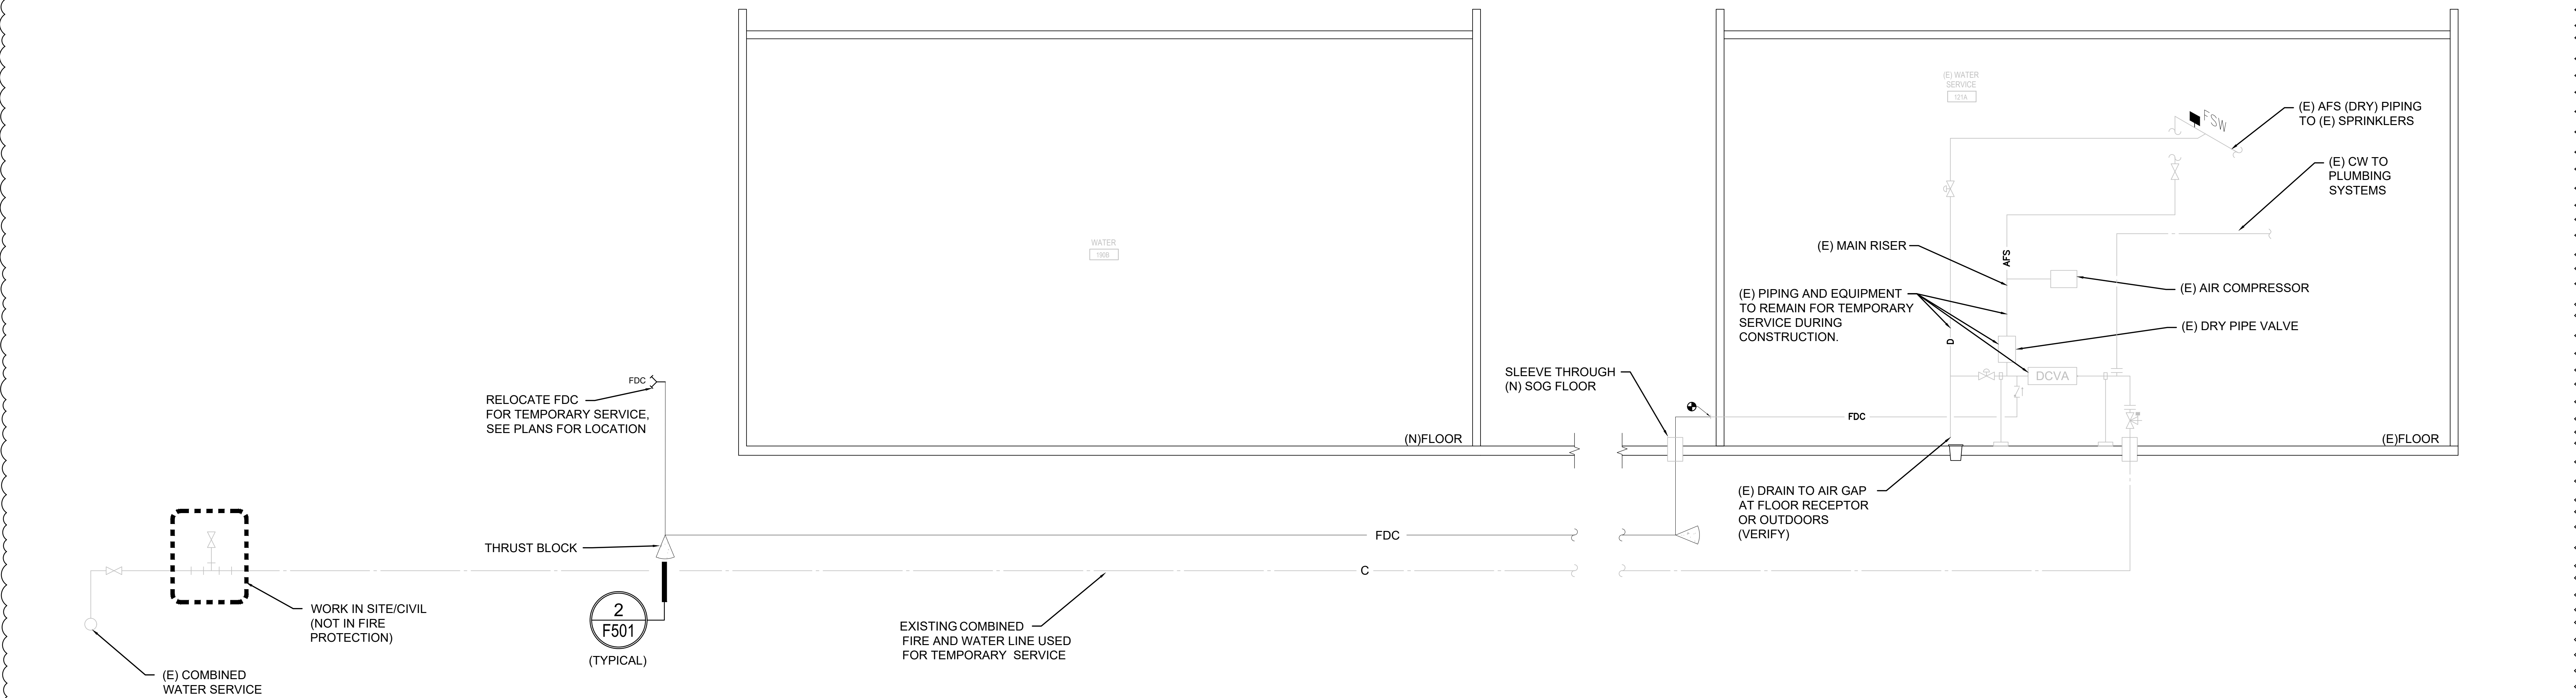 (E) WATER
SERVICE
121A
FSW
(E) AFS (DRY) PIPING
TO (E) SPRINKLERS
(E) CW TO
PLUMBING
SYSTEMS
WATER
190B
(E) MAIN RISER
AFS
(E) AIR COMPRESSOR
(E) PIPING AND EQUIPMENT
TO REMAIN FOR TEMPORARY
SERVICE DURING
CONSTRUCTION.
(E) DRY PIPE VALVE
D
DCVA
SLEEVE THROUGH
(N) SOG FLOOR
FDC
RELOCATE FDC
FOR TEMPORARY SERVICE,
SEE PLANS FOR LOCATION
FDC
(N)FLOOR
(E)FLOOR
(E) DRAIN TO AIR GAP
AT FLOOR RECEPTOR
OR OUTDOORS
(VERIFY)
THRUST BLOCK
FDC
C
WORK IN SITE/CIVIL
(NOT IN FIRE
PROTECTION)
2
F501
(TYPICAL)
EXISTING COMBINED
FIRE AND WATER LINE USED
FOR TEMPORARY SERVICE
(E) COMBINED
WATER SERVICE